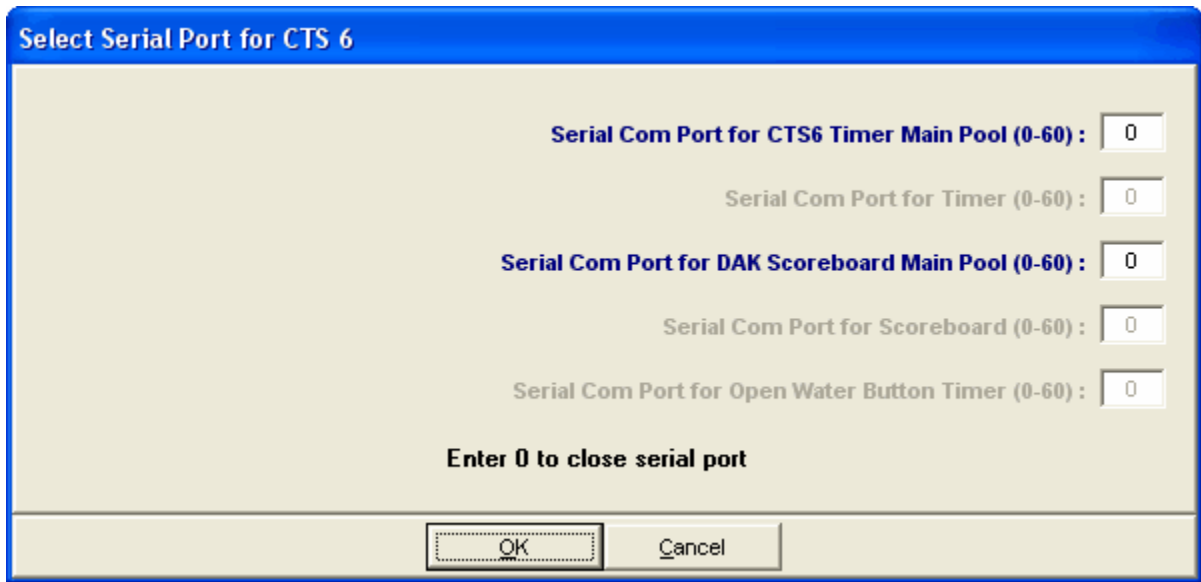 Select Serial Port for CTS 6
Serial Com Port for CTS6 Timer Main Pool (0-60) : 0
Serial Com Port for Timer (0-60) : 0
Serial Com Port for DAK Scoreboard Main Pool (0-60) : 0
Serial Com Port for Scoreboard (0-60) : 0
Serial Com Port for Open Water Button Timer (0-60) : 0
Enter 0 to close serial port
OK Cancel